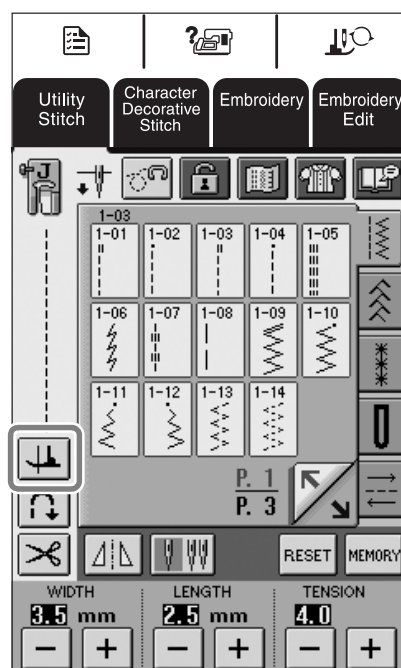 ?
Utility Stitch
Character Decorative Stitch
Embroidery
Embroidery Edit
J
1-03
1-01 1-02 1-03 1-04 1-05
1-06 1-07 1-08 1-09 1-10
1-11 1-12 1-13 1-14
P. 1
P. 3
RESET MEMORY
WIDTH LENGTH TENSION
3.5 mm 2.5 mm 4.0
− + − + − +